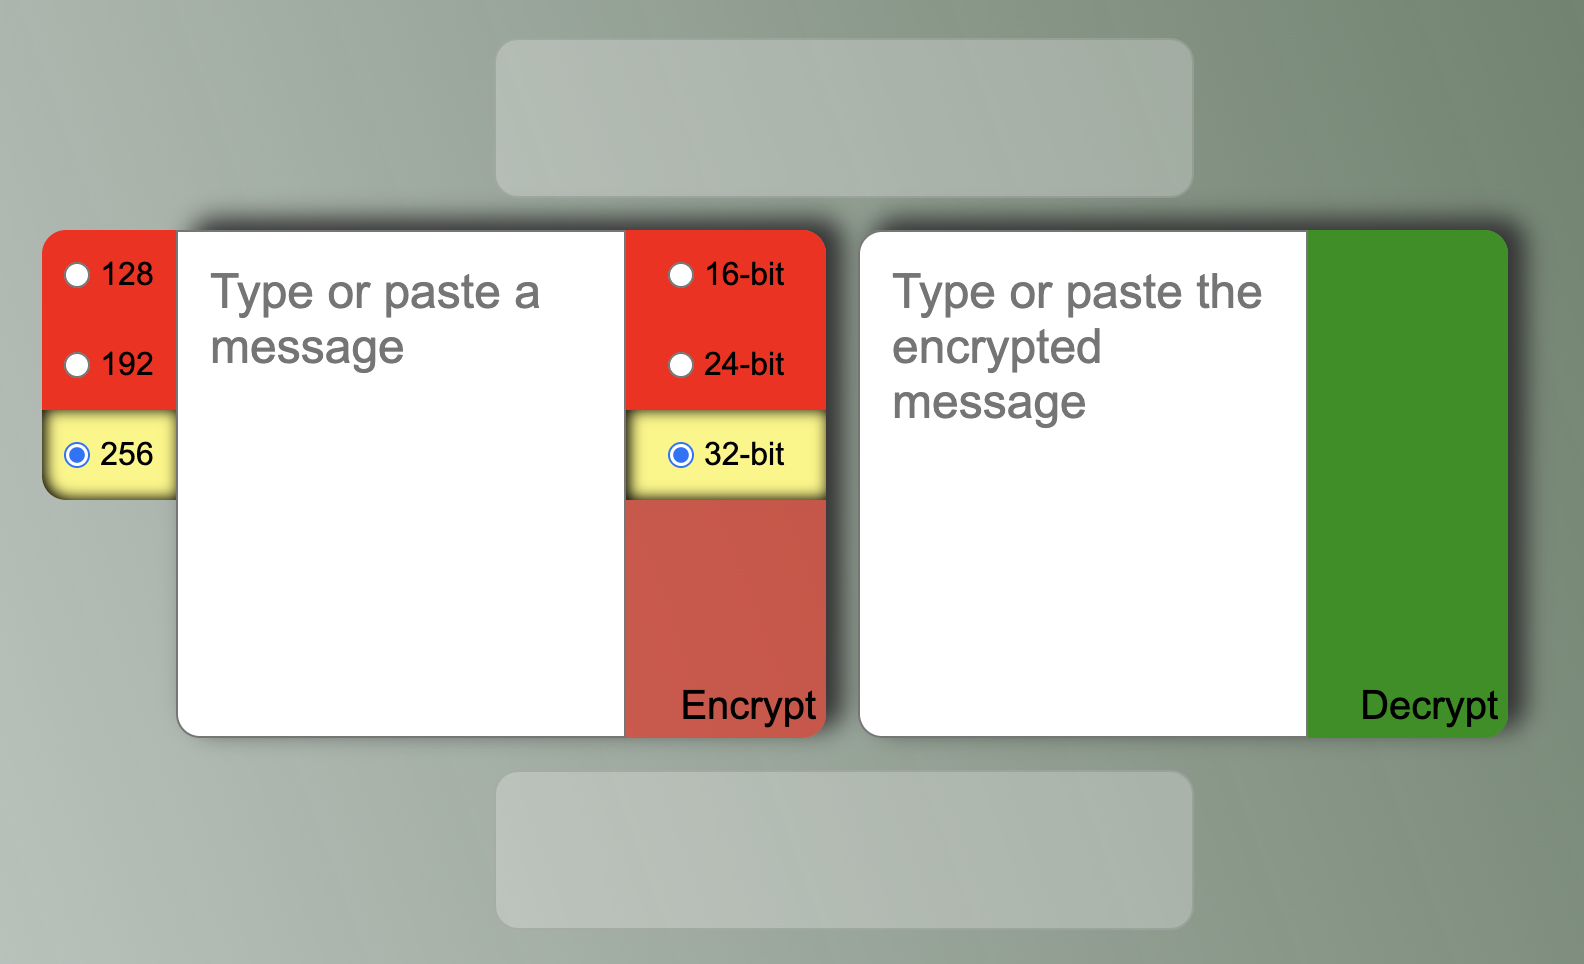 128
192
256
Type or paste a
message
16-bit
24-bit
32-bit
Encrypt
Type or paste the
encrypted
message
Decrypt